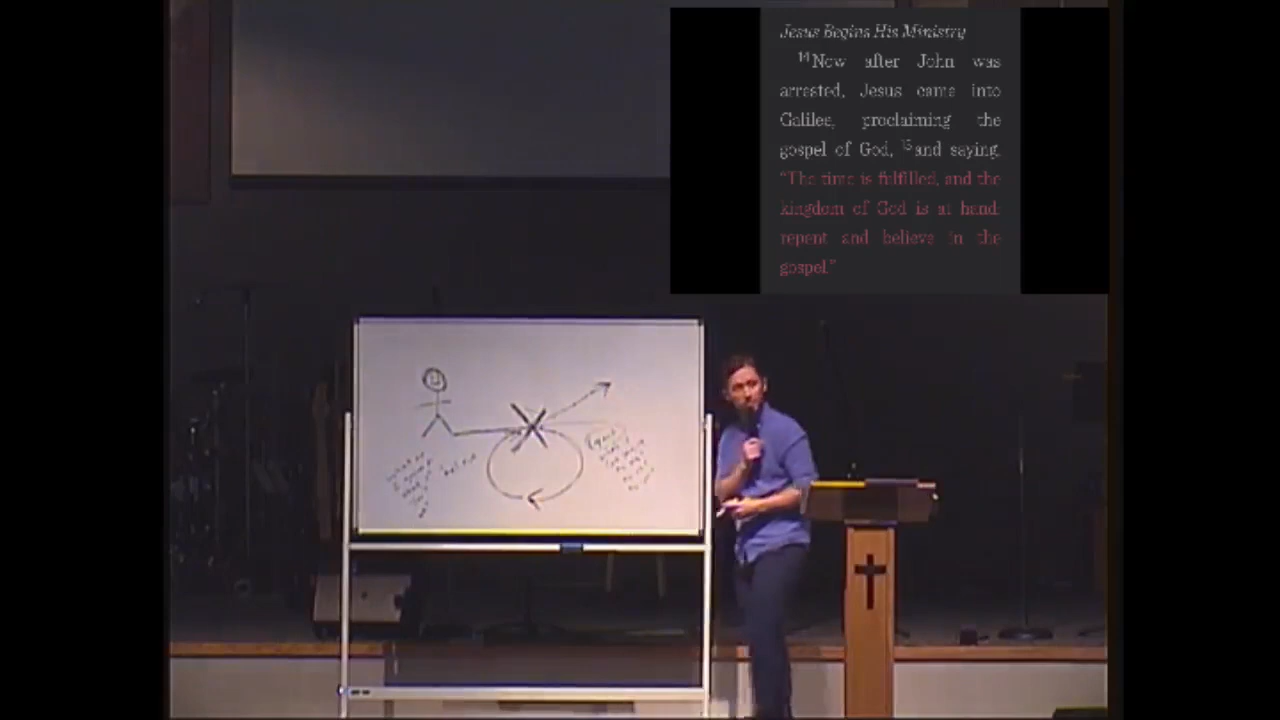 Jesus Begins His Ministry
14Now after John was
arrested, Jesus came into
Galilee, proclaiming the
gospel of God, 15and saying,
“The time is fulfilled, and the
kingdom of God is at hand;
repent and believe in the
gospel.”